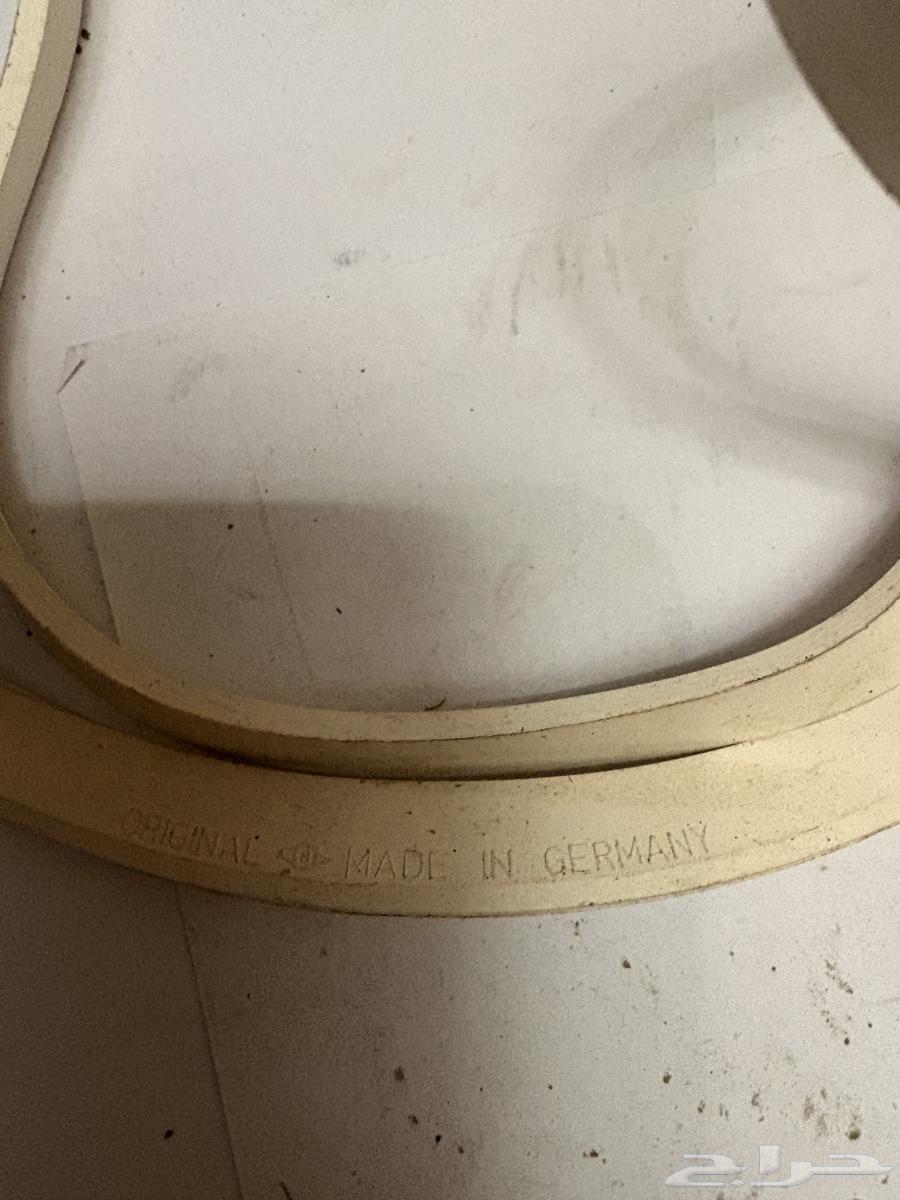 ORIGINAL MADE IN GERMANY
حراج